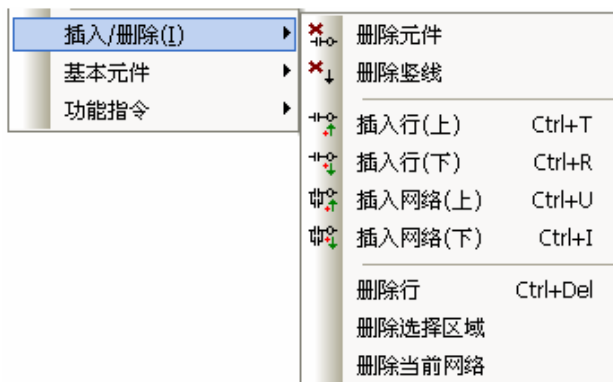 插入/删除(I)
基本元件
功能指令
删除元件
删除竖线
插入行(上) Ctrl+T
插入行(下) Ctrl+R
插入网络(上) Ctrl+U
插入网络(下) Ctrl+I
删除行 Ctrl+Del
删除选择区域
删除当前网络